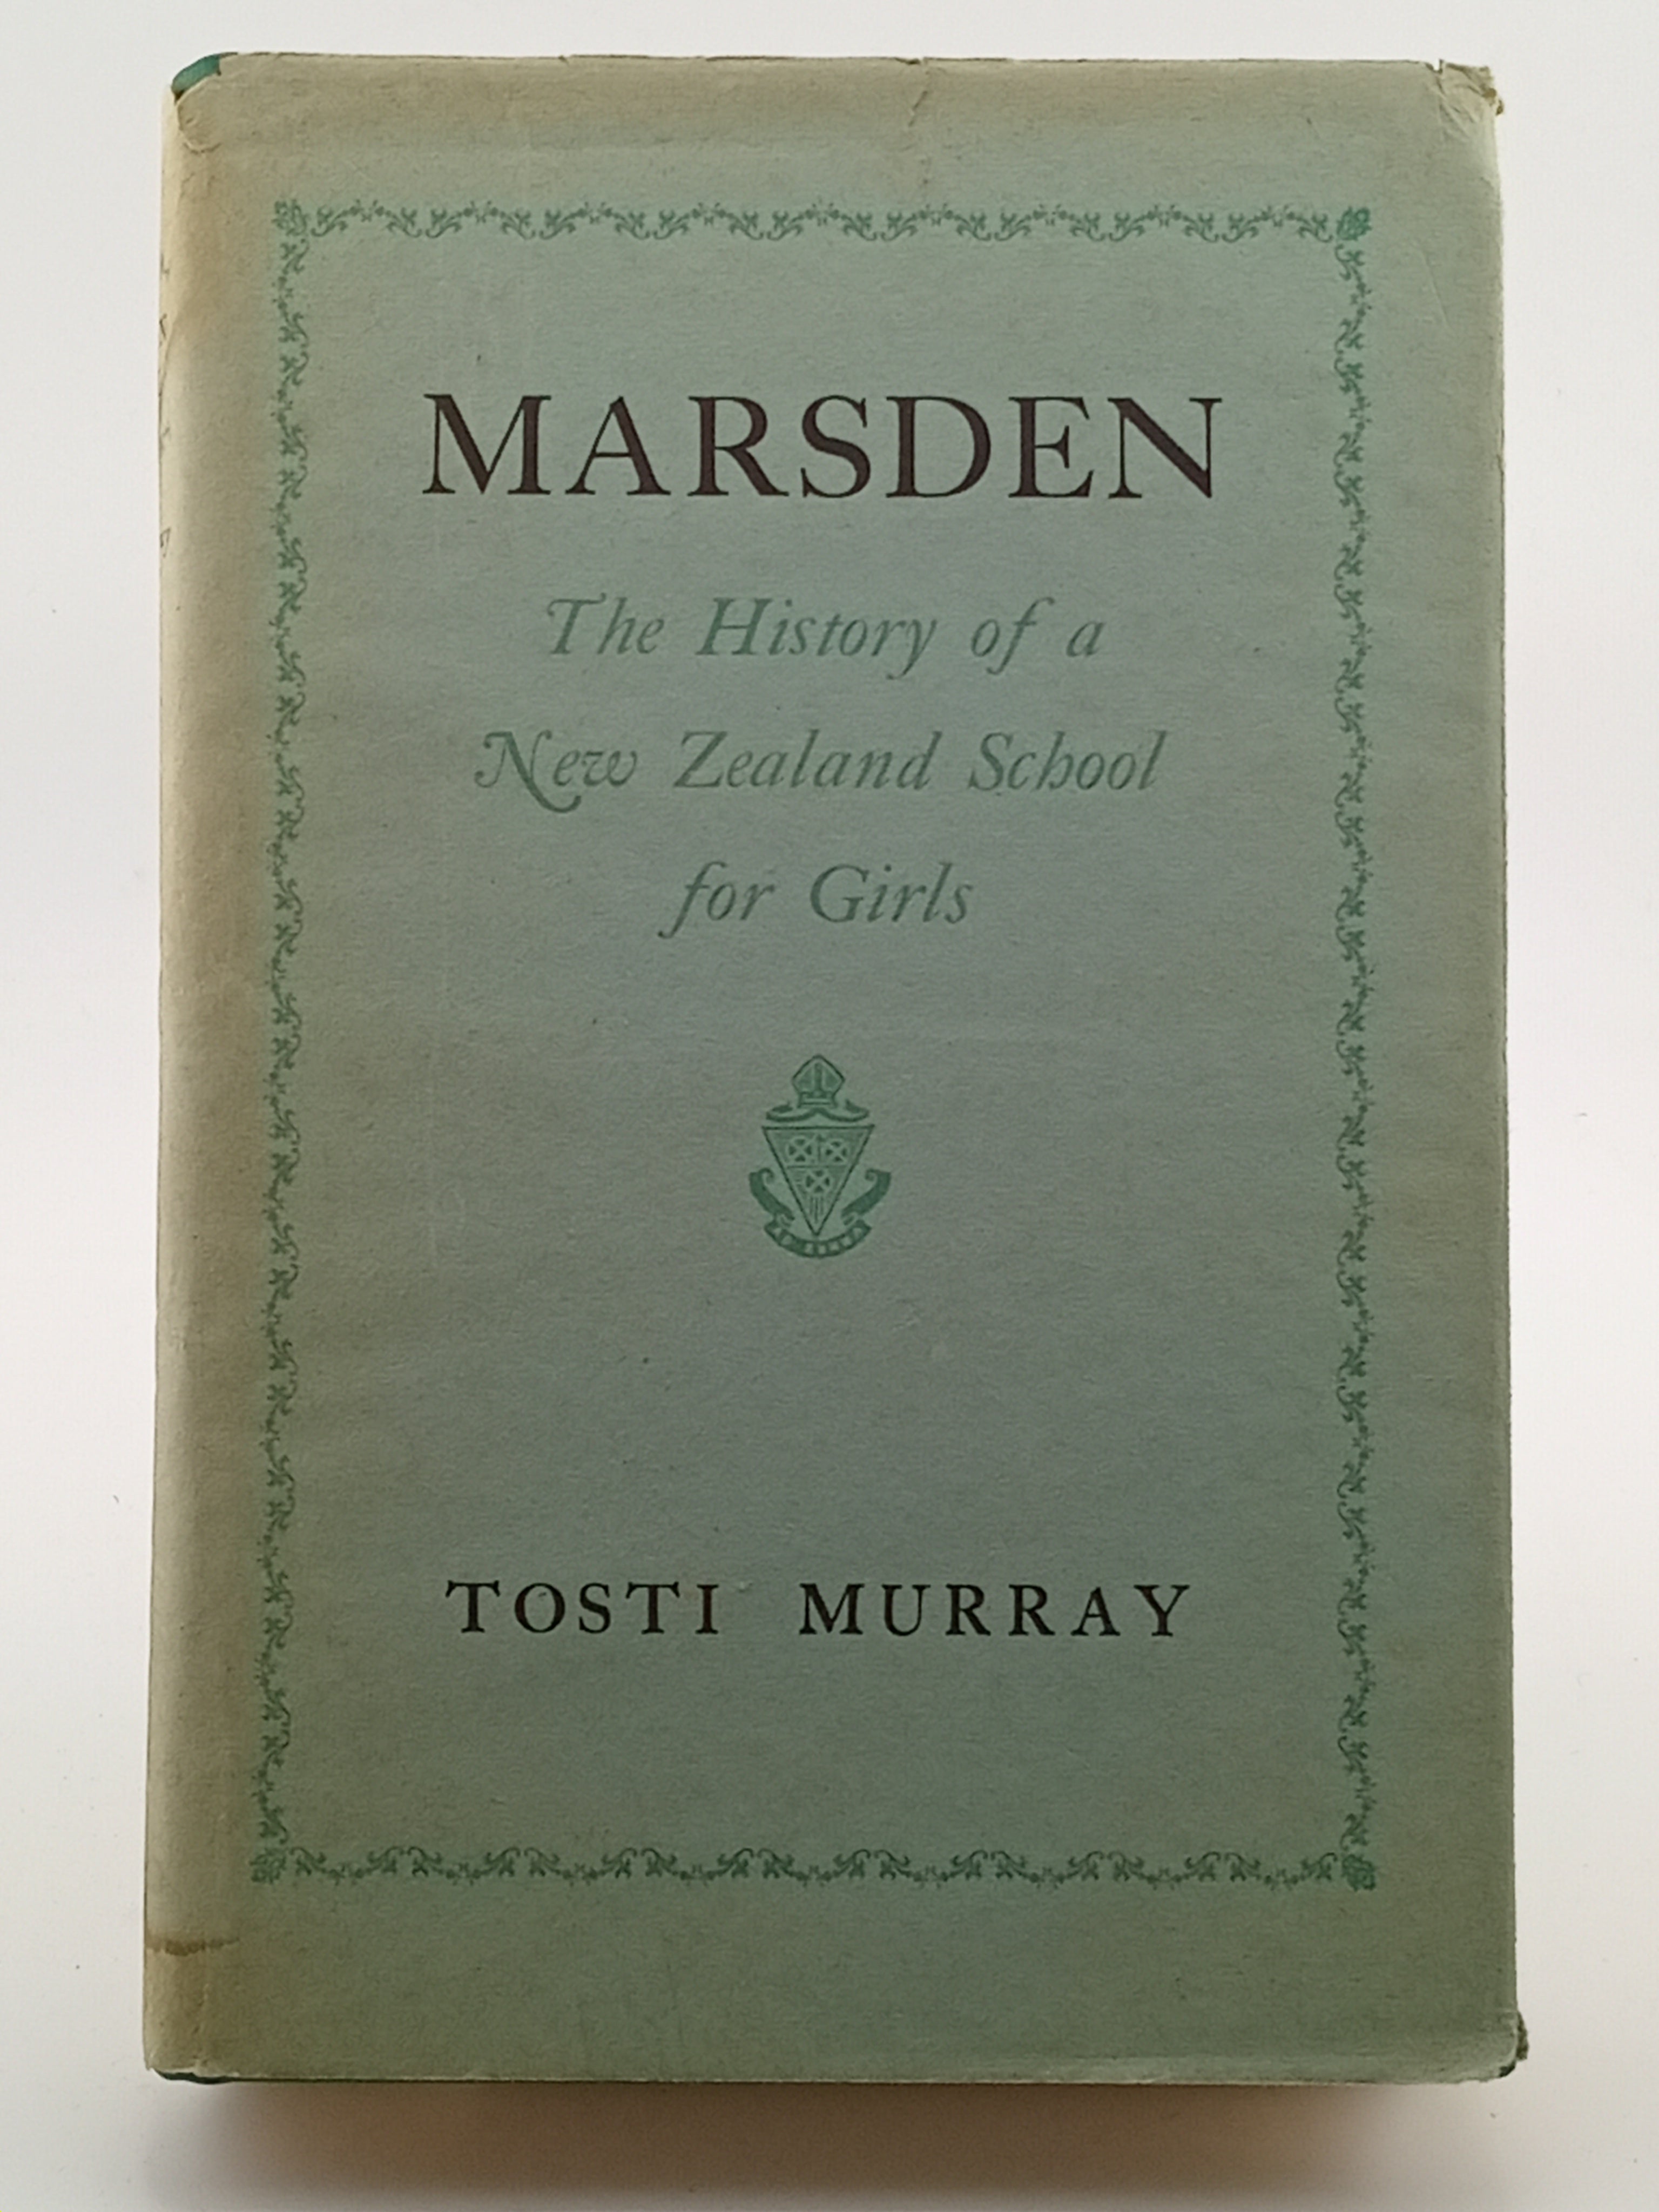 MARSDEN
The History of a
New Zealand School
for Girls
TOSTI MURRAY